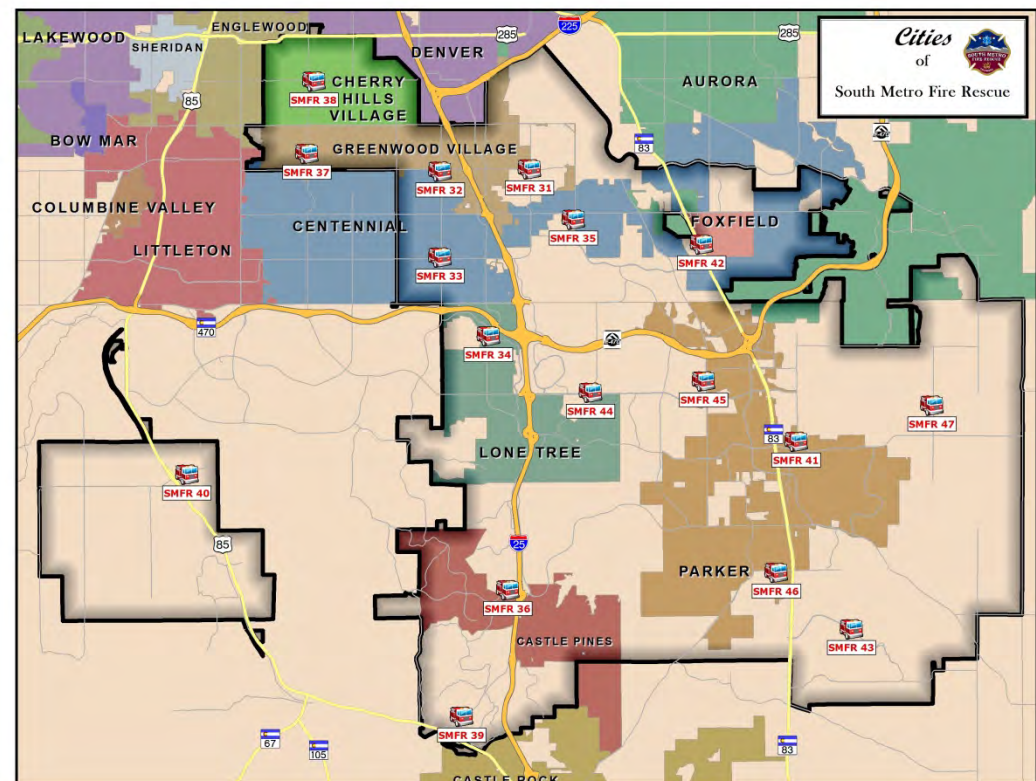 ENGLEWOOD
LAKEWOOD
SHERIDAN
285
225
285
DENVER
Cities
of
South Metro Fire Rescue
SOUTH METRO
FIRE RESCUE
AURORA
85
SMFR 38
CHERRY
HILLS
VILLAGE
BOW MAR
83
GREENWOOD VILLAGE
SMFR 37
SMFR 32
SMFR 31
COLUMBINE VALLEY
CENTENNIAL
SMFR 35
FOXFIELD
LITTLETON
SMFR 33
SMFR 42
470
SMFR 34
SMFR 44
SMFR 45
SMFR 47
83
SMFR 41
LONE TREE
SMFR 40
85
25
PARKER
SMFR 46
SMFR 36
CASTLE PINES
SMFR 43
SMFR 39
67
105
83
CASTLE ROCK